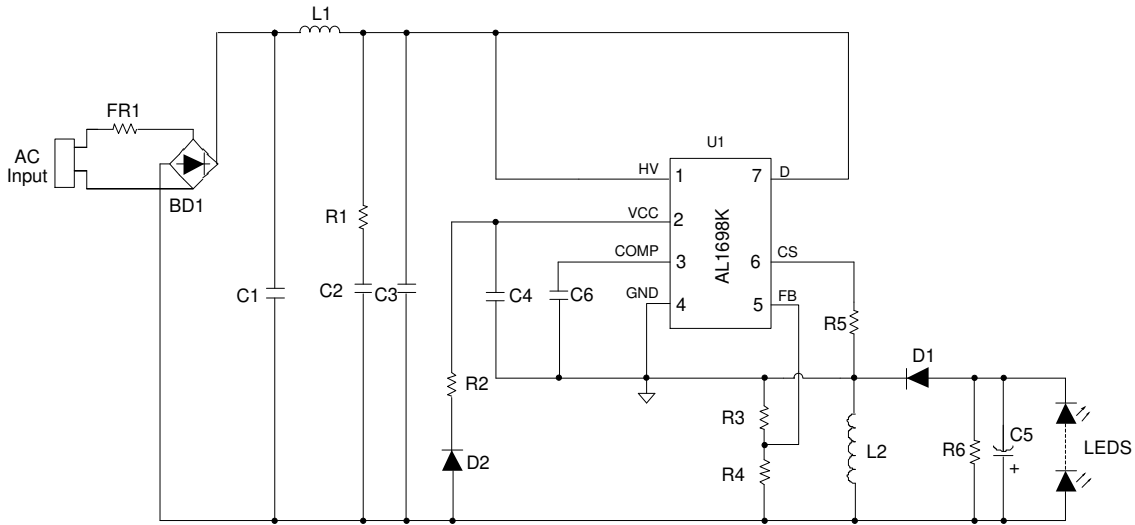 L1
FR1
AC
Input
BD1
U1
HV
1
7
D
R1
VCC
2
AL1698K
COMP
3
6
CS
C1
C2
C3
C4
C6
GND
4
5
FB
R5
D1
R2
R3
C5
D2
R4
L2
R6
+
LEDS